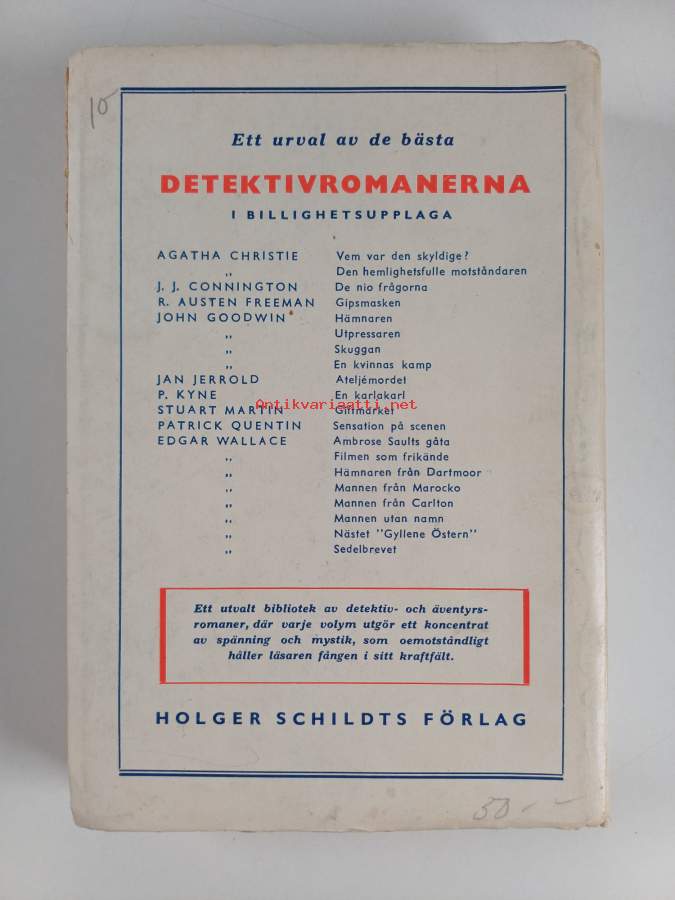 10
Ett urval av de bästa
DETEKTIVROMANERNA
I BILLIGHETSUPPLAGA
AGATHA CHRISTIE Vem var den skyldige?
„ Den hemlighetsfulle motståndaren
J. J. CONNINGTON De nio frågorna
R. AUSTEN FREEMAN Gipsmasken
JOHN GOODWIN Hämnaren
„ Utpressaren
„ Skuggan
„ En kvinnas kamp
JAN JERROLD Ateljémordet
P. KYNE En karlakarl
Antikvariaatti.net
STUART MARTIN Giftmärket
PATRICK QUENTIN Sensation på scenen
EDGAR WALLACE Ambrose Saults gåta
„ Filmen som frikände
„ Hämnaren från Dartmoor
„ Mannen från Marocko
„ Mannen från Carlton
„ Mannen utan namn
„ Nästet "Gyllene Östern"
„ Sedelbrevet
Ett utvalt bibliotek av detektiv- och äventyrs-
romaner, där varje volym utgör ett koncentrat
av spänning och mystik, som oemotståndligt
håller läsaren fången i sitt kraftfält.
HOLGER SCHILDTS FÖRLAG
50 - -